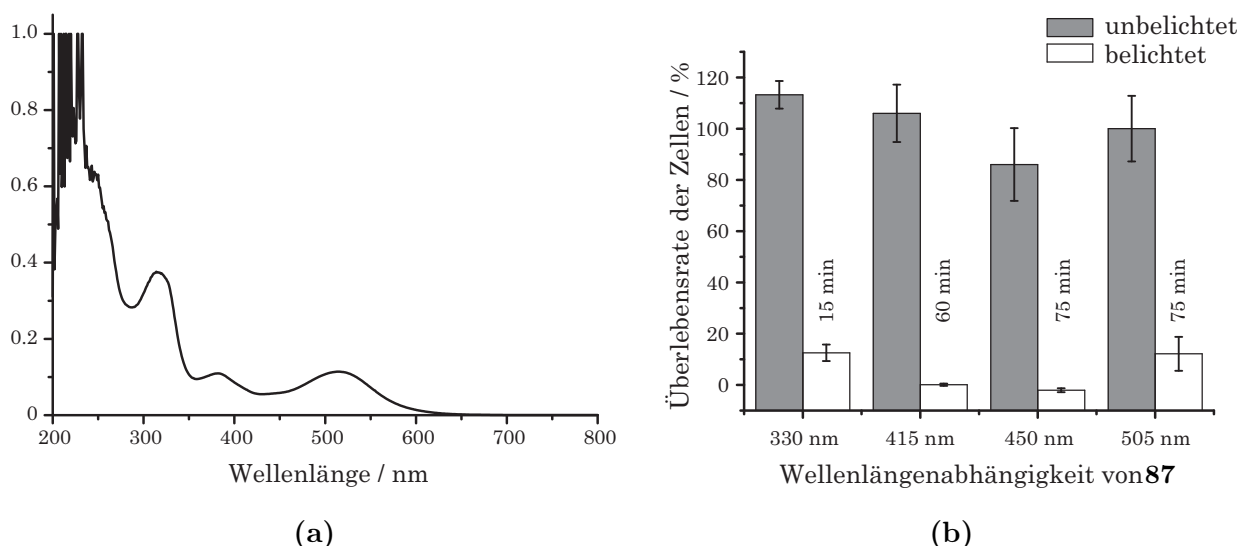 1.0
0.8
0.6
0.4
0.2
0
200 300 400 500 600 700 800
Wellenlänge / nm
(a)
unbelichtet
belichtet
Überlebensrate der Zellen / %
120
100
80
60
40
20
0
15 min
60 min
75 min
75 min
330 nm 415 nm 450 nm 505 nm
Wellenlängenabhängigkeit von 87
(b)